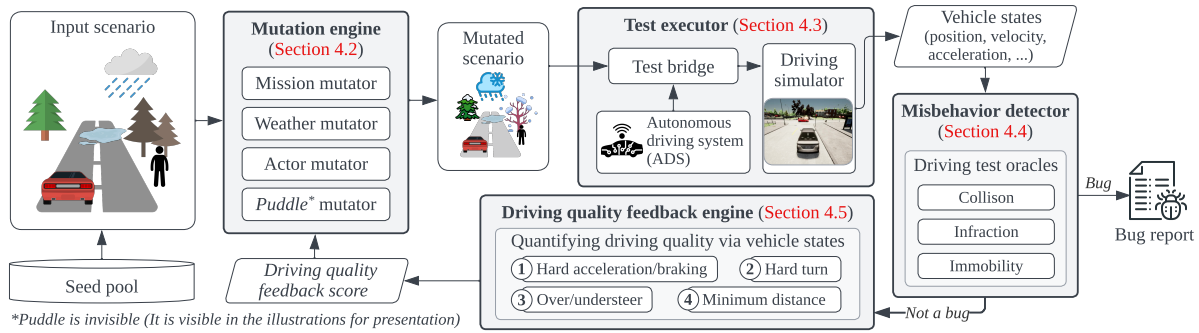 Input scenario
Seed pool
*Puddle is invisible (It is visible in the illustrations for presentation)
Mutation engine
(Section 4.2)
Mission mutator
Weather mutator
Actor mutator
Puddle* mutator
Driving quality
feedback score
Mutated
scenario
Test executor (Section 4.3)
Test bridge
Autonomous
driving system
(ADS)
Driving
simulator
Vehicle states
(position, velocity,
acceleration, ...)
Misbehavior detector
(Section 4.4)
Driving test oracles
Collison
Infraction
Immobility
Bug
Bug report
Not a bug
Driving quality feedback engine (Section 4.5)
Quantifying driving quality via vehicle states
1 Hard acceleration/braking
2 Hard turn
3 Over/understeer
4 Minimum distance